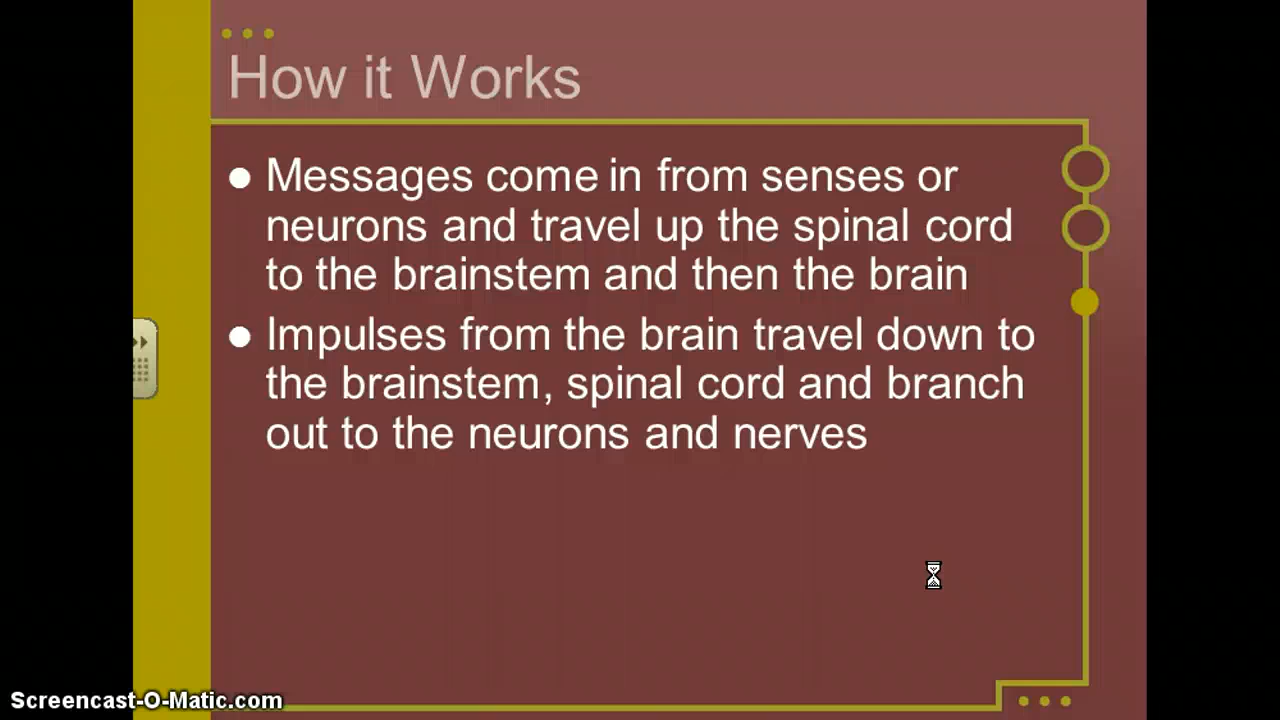 How it Works
● Messages come in from senses or
neurons and travel up the spinal cord
to the brainstem and then the brain
● Impulses from the brain travel down to
the brainstem, spinal cord and branch
out to the neurons and nerves
Screencast-O-Matic.com